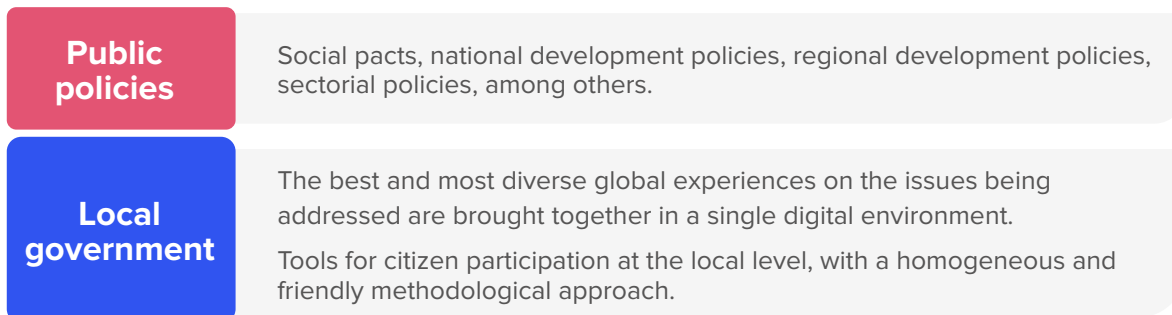 Public
policies
Social pacts, national development policies, regional development policies,
sectorial policies, among others.
Local
government
The best and most diverse global experiences on the issues being
addressed are brought together in a single digital environment.
Tools for citizen participation at the local level, with a homogeneous and
friendly methodological approach.